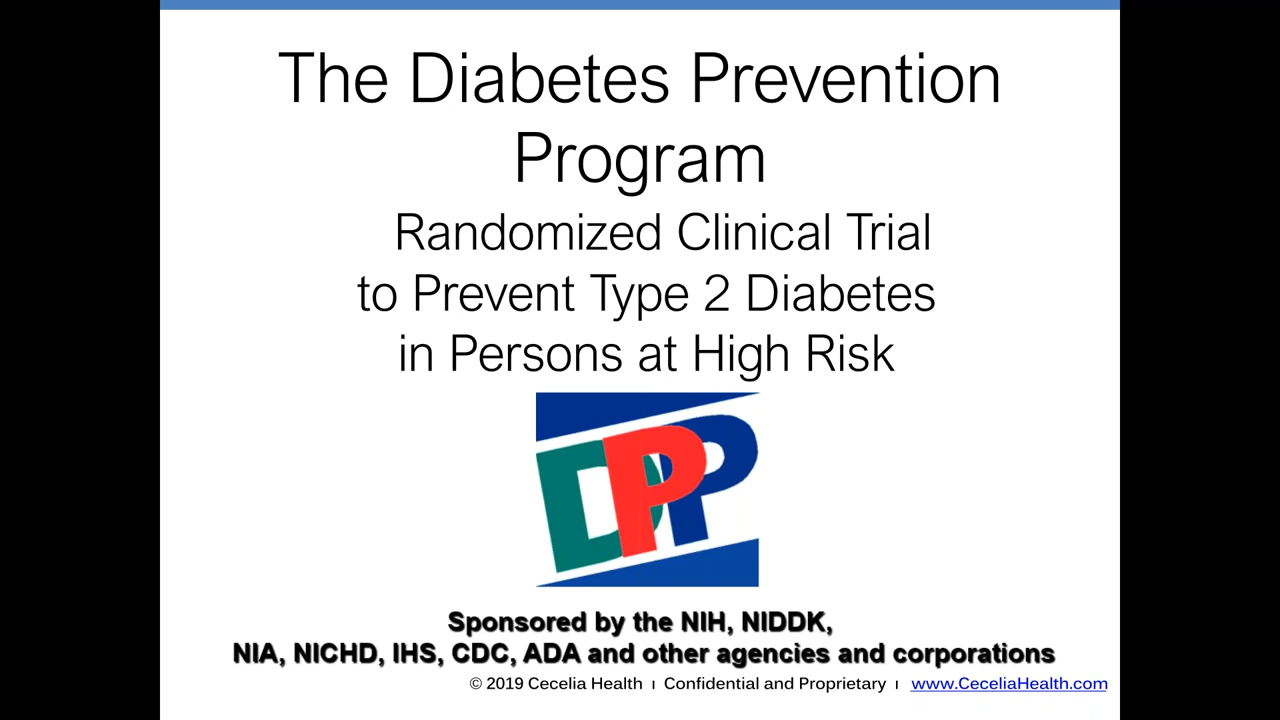 The Diabetes Prevention
Program
Randomized Clinical Trial
to Prevent Type 2 Diabetes
in Persons at High Risk
DPP
Sponsored by the NIH, NIDDK,
NIA, NICHD, IHS, CDC, ADA and other agencies and corporations
© 2019 Cecelia Health ı Confidential and Proprietary ı www.CeceliaHealth.com